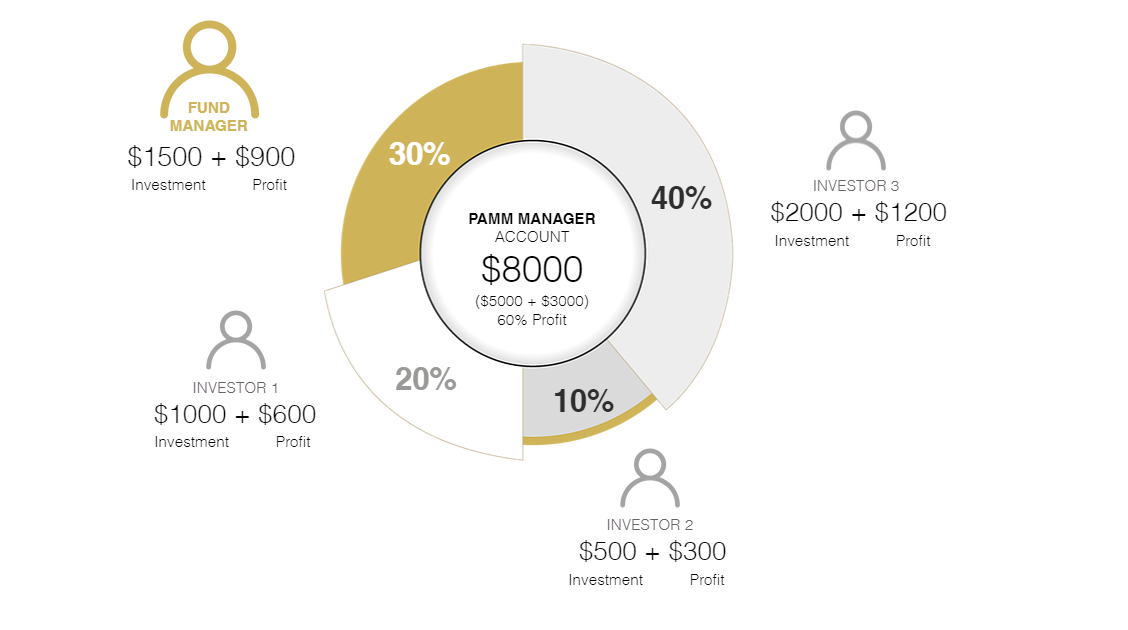 FUND
MANAGER
$1500 + $900
Investment Profit
30%
40%
INVESTOR 3
$2000 + $1200
Investment Profit
PAMM MANAGER
ACCOUNT
$8000
($5000 + $3000)
60% Profit
INVESTOR 1
$1000 + $600
Investment Profit
20%
10%
INVESTOR 2
$500 + $300
Investment Profit